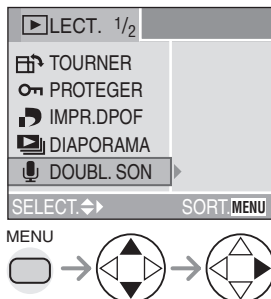 LECT. 1/2
TOURNER
PROTEGER
IMPR.DPOF
DIAPORAMA
DOUBL. SON
SELECT. SORT. MENU
MENU